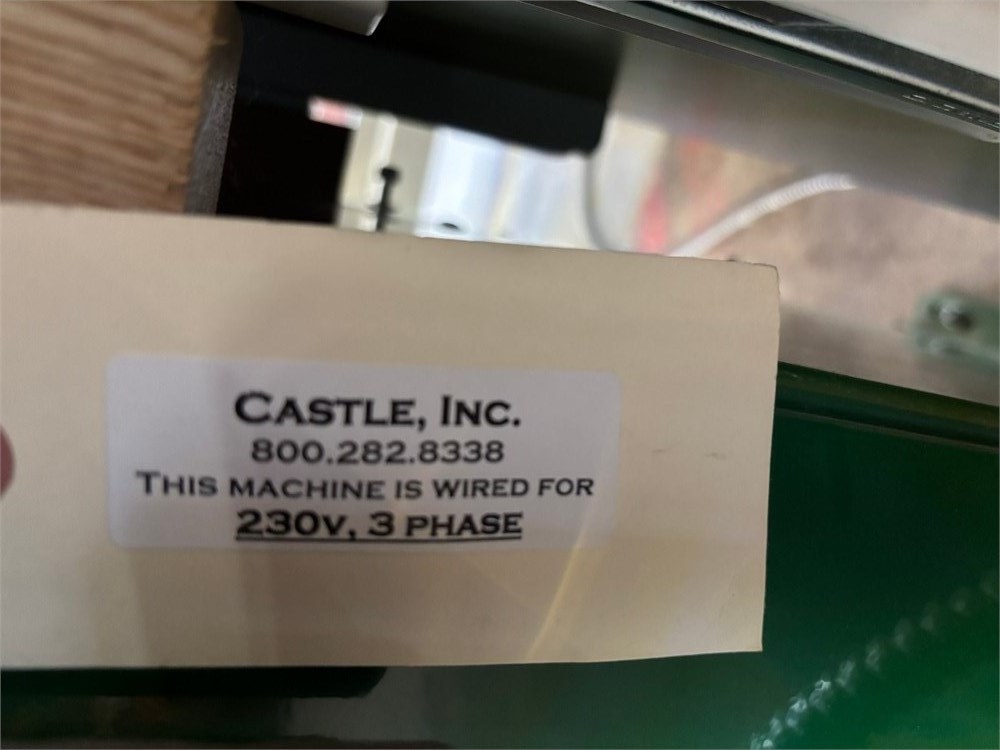 CASTLE, INC.
800.282.8338
THIS MACHINE IS WIRED FOR
230V, 3 PHASE